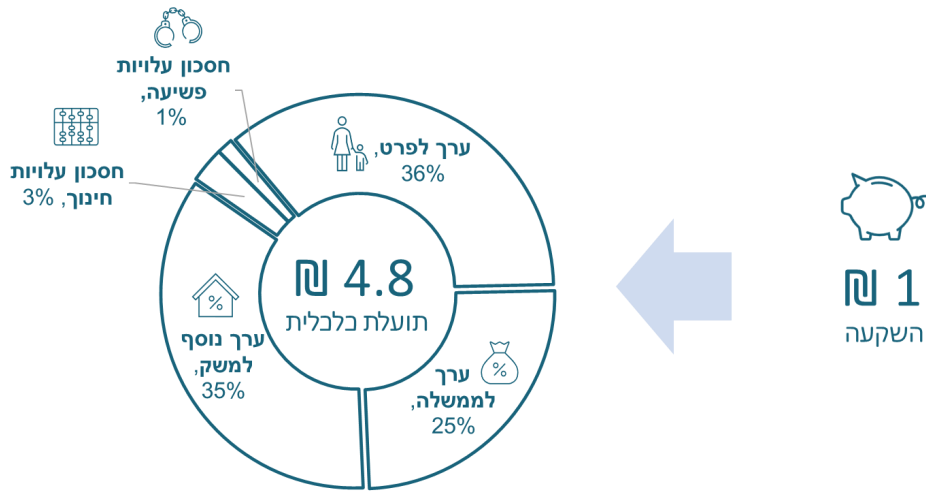 חסכון עלויות
פשיעה,
1%
חסכון עלויות
חינוך, 3%
ערך לפרט,
36%
₪ 4.8
תועלת כלכלית
ערך נוסף
למשק,
35%
%
ערך
לממשלה,
25%
%
₪ 1
השקעה